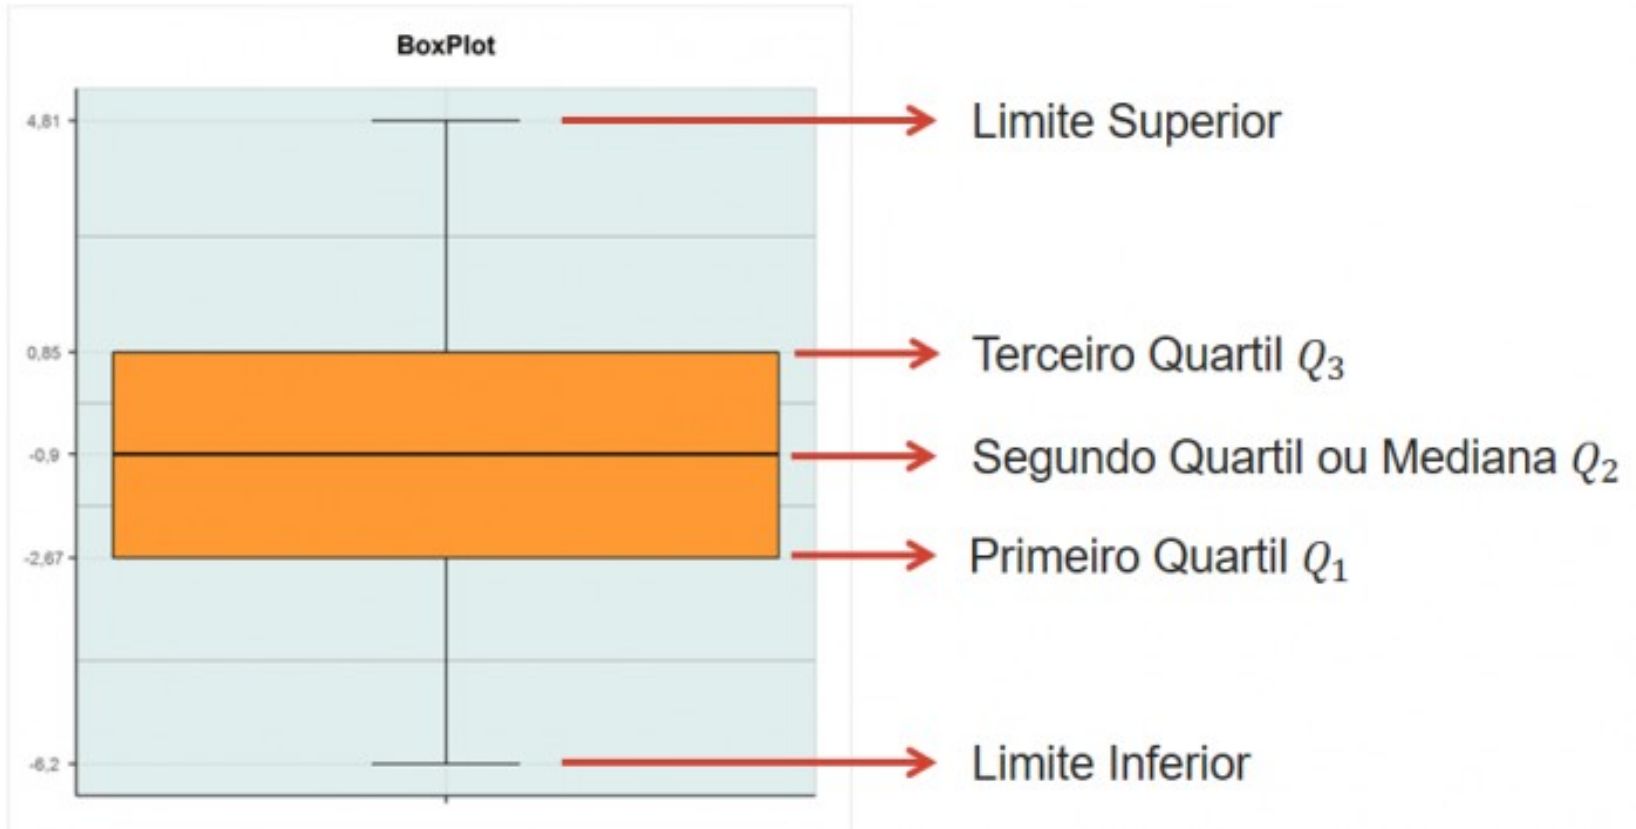 BoxPlot
4,81
Limite Superior
0,85
Terceiro Quartil Q₃
-0,9
Segundo Quartil ou Mediana Q₂
-2,67
Primeiro Quartil Q₁
-6,2
Limite Inferior